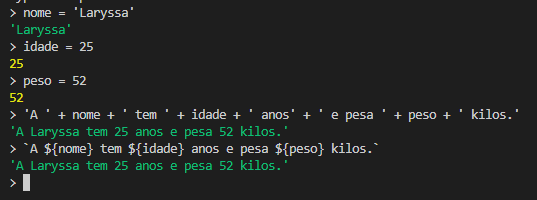 > nome = 'Laryssa'
'Laryssa'
> idade = 25
25
> peso = 52
52
> 'A ' + nome + ' tem ' + idade + ' anos' + ' e pesa ' + peso + ' kilos.'
'A Laryssa tem 25 anos e pesa 52 kilos.'
> `A ${nome} tem ${idade} anos e pesa ${peso} kilos.`
'A Laryssa tem 25 anos e pesa 52 kilos.'
>